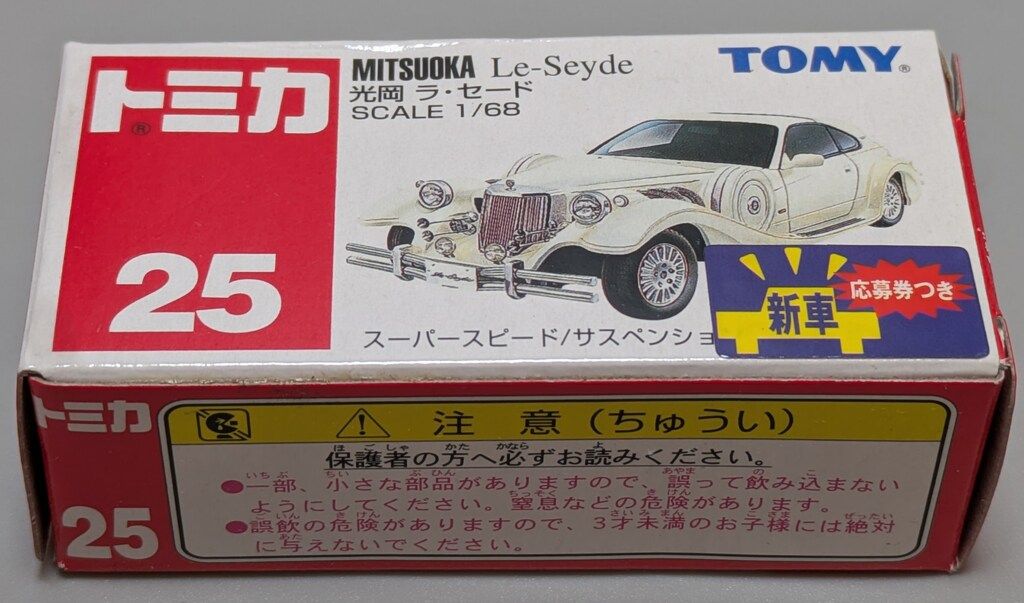 トミカ®
25
MITSUOKA Le-Seyde
光岡 ラ・セード
SCALE 1/68
TOMY®
Le-Seyde
スーパースピード/サスペンショ
新車
応募券つき
トミカ
25
注意(ちゅうい)
保護者の方へ必ずお読みください。
●一部、小さな部品がありますので、誤って飲み込まない
ようにしてください。窒息などの危険があります。
●誤飲の危険がありますので、3才未満のお子様には絶対
に与えないでください。